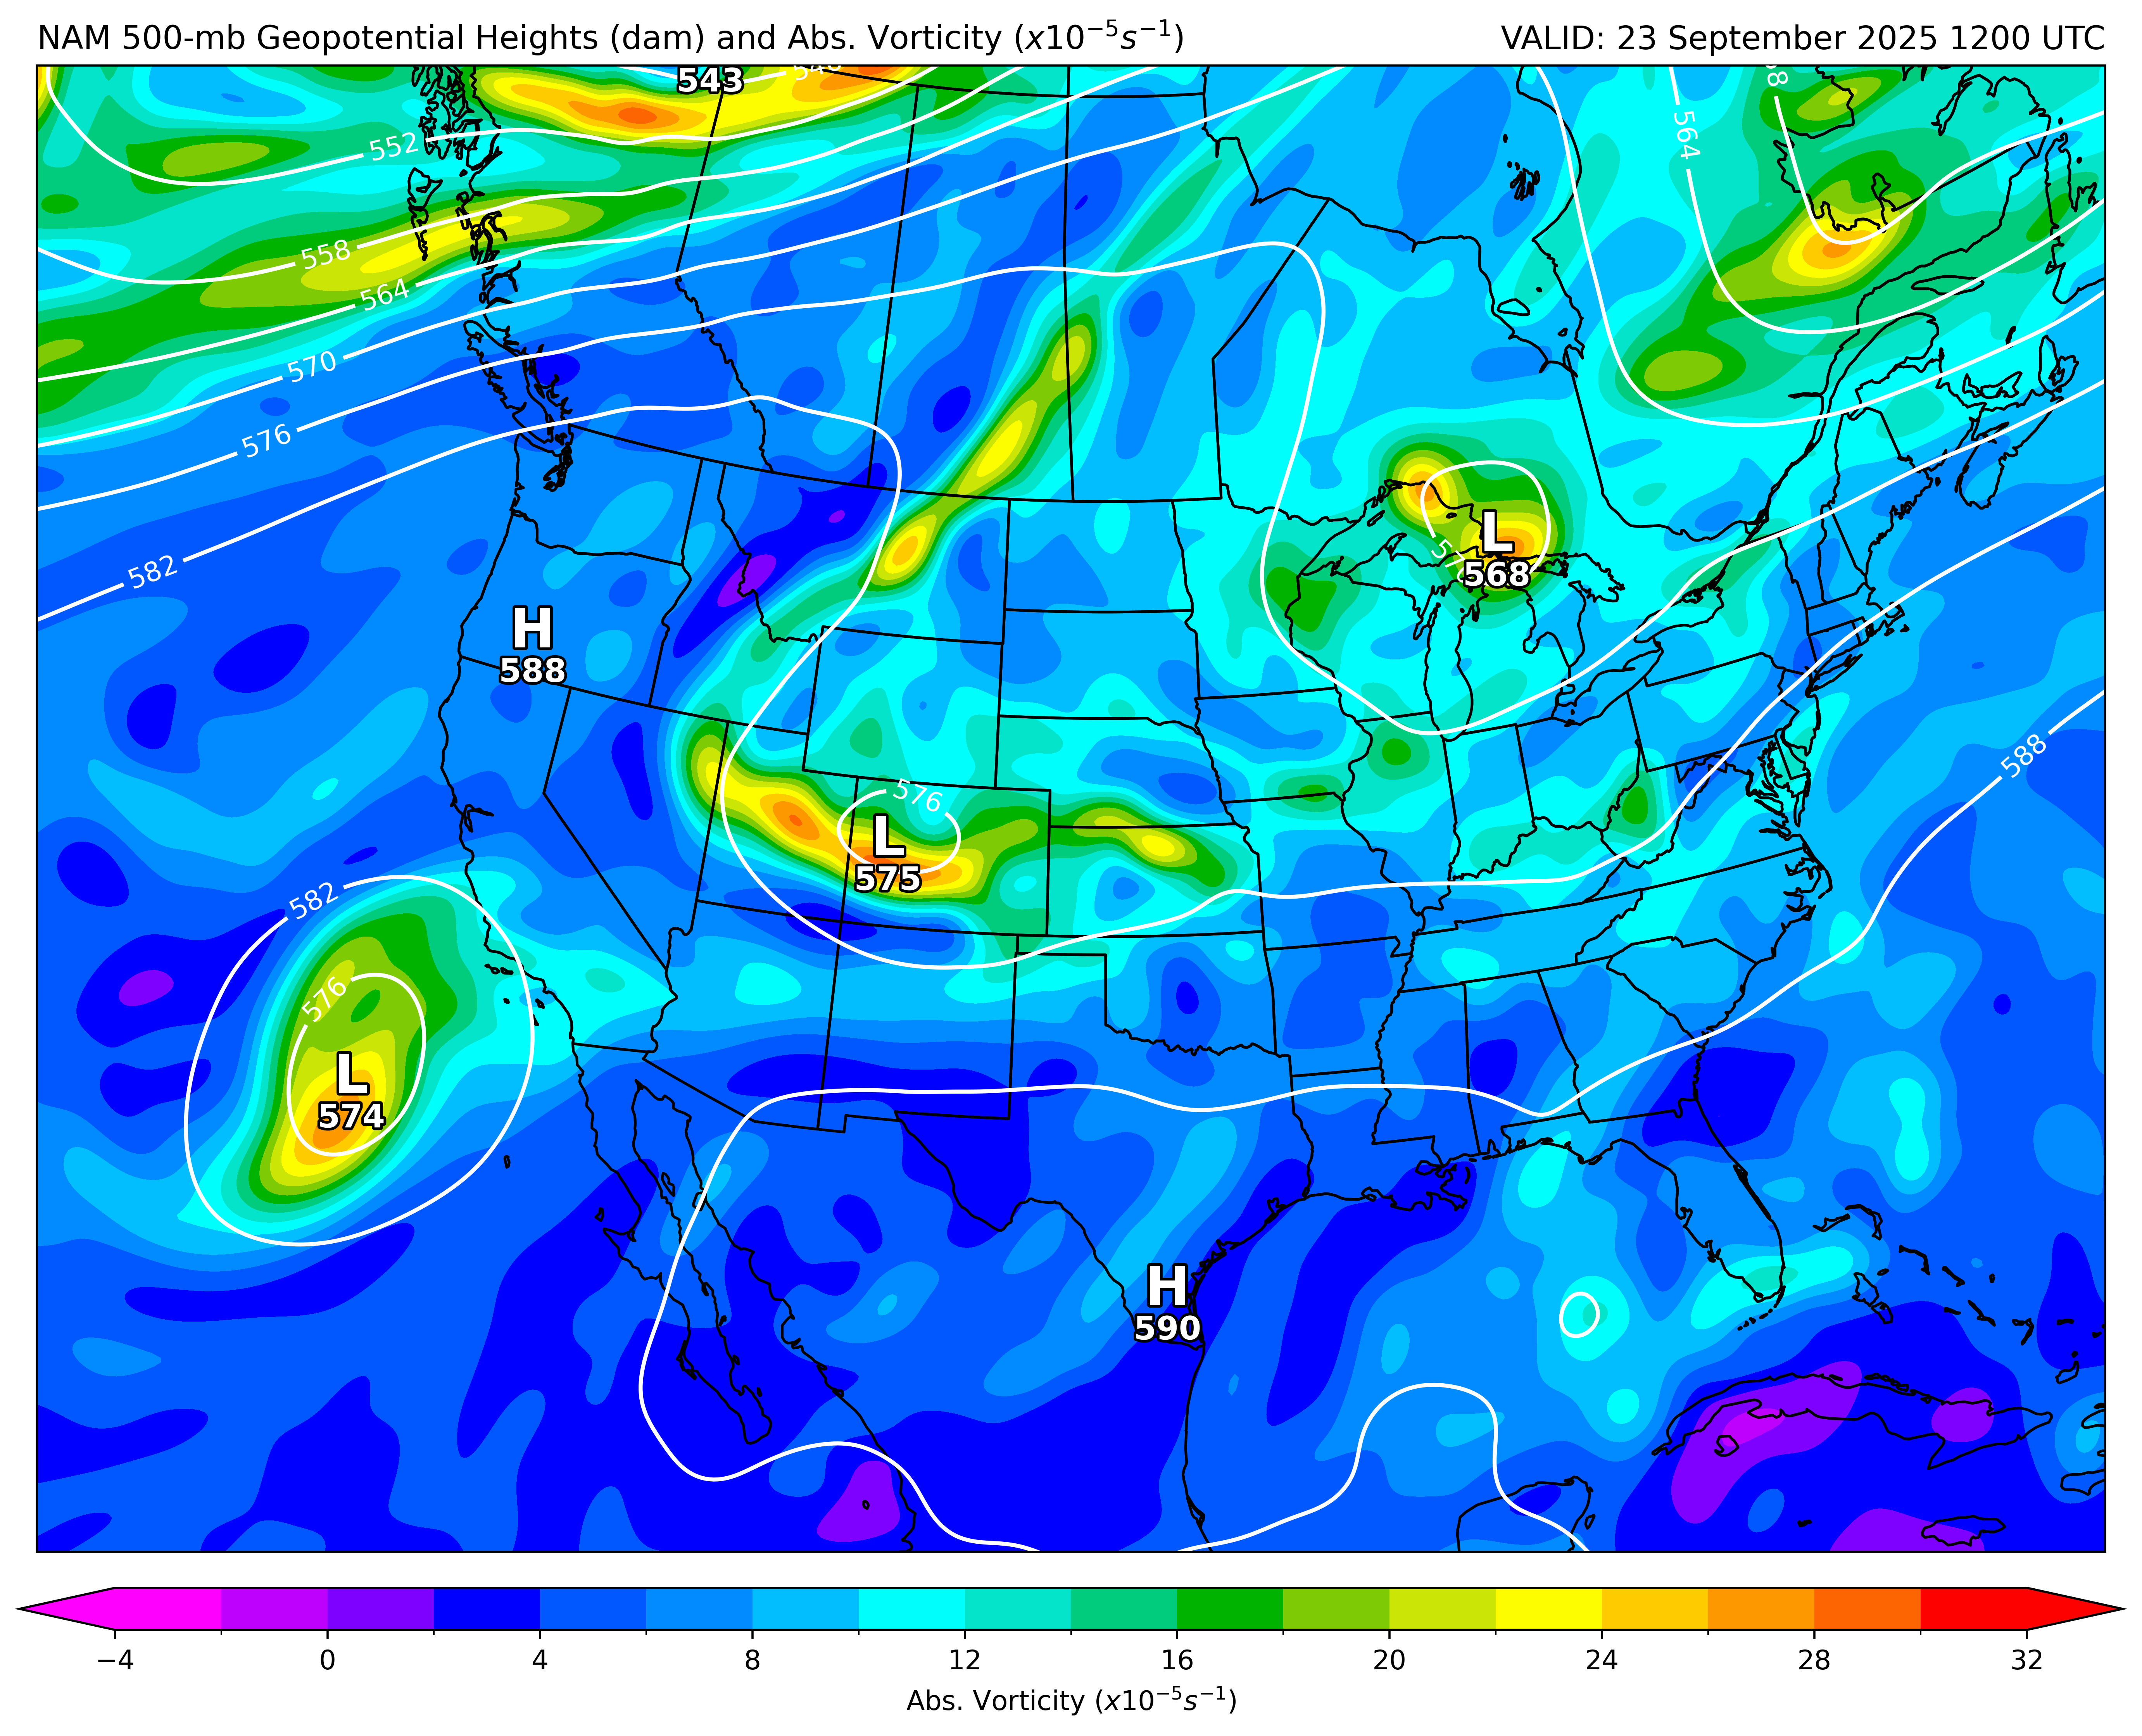 NAM 500-mb Geopotential Heights (dam) and Abs. Vorticity (x10⁻⁵s⁻¹)
VALID: 23 September 2025 1200 UTC
543
552
564
558
564
570
576
582
L
568
H
588
588
576
L
575
582
576
L
574
H
590
−4 0 4 8 12 16 20 24 28 32
Abs. Vorticity (x10⁻⁵s⁻¹)